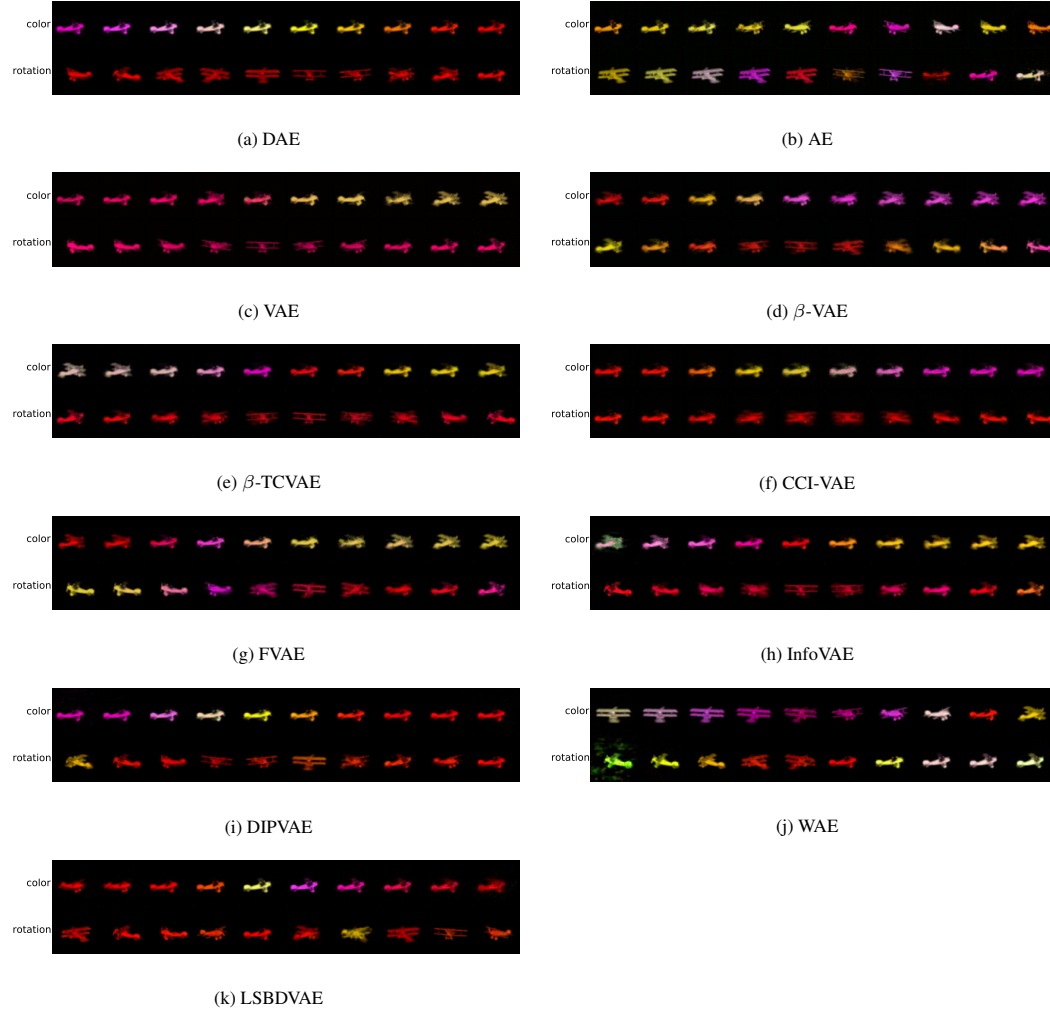 color
rotation
(a) DAE
color
rotation
(b) AE
color
rotation
(c) VAE
color
rotation
(d) β-VAE
color
rotation
(e) β-TCVAE
color
rotation
(f) CCI-VAE
color
rotation
(g) FVAE
color
rotation
(h) InfoVAE
color
rotation
(i) DIPVAE
color
rotation
(j) WAE
color
rotation
(k) LSBDVAE